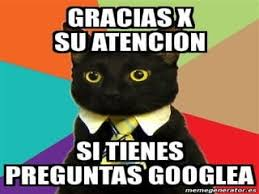 GRACIAS X
SU ATENCION
SI TIENES
PREGUNTAS GOOGLEA
memegenerator.es